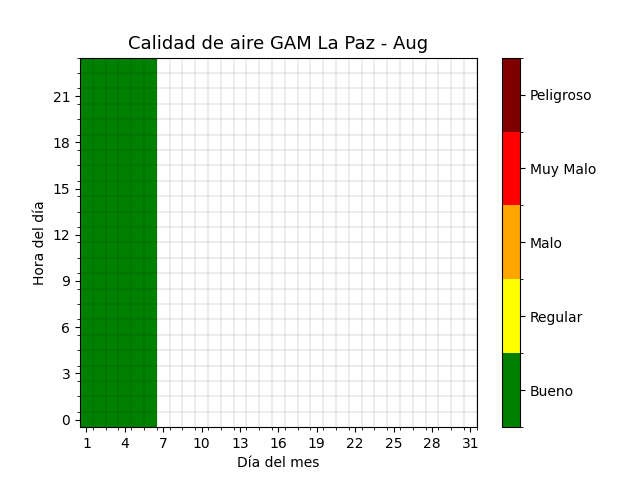 Calidad de aire GAM La Paz - Aug
Hora del día
21
18
15
12
9
6
3
0
1 4 7 10 13 16 19 22 25 28 31
Día del mes
Peligroso
Muy Malo
Malo
Regular
Bueno